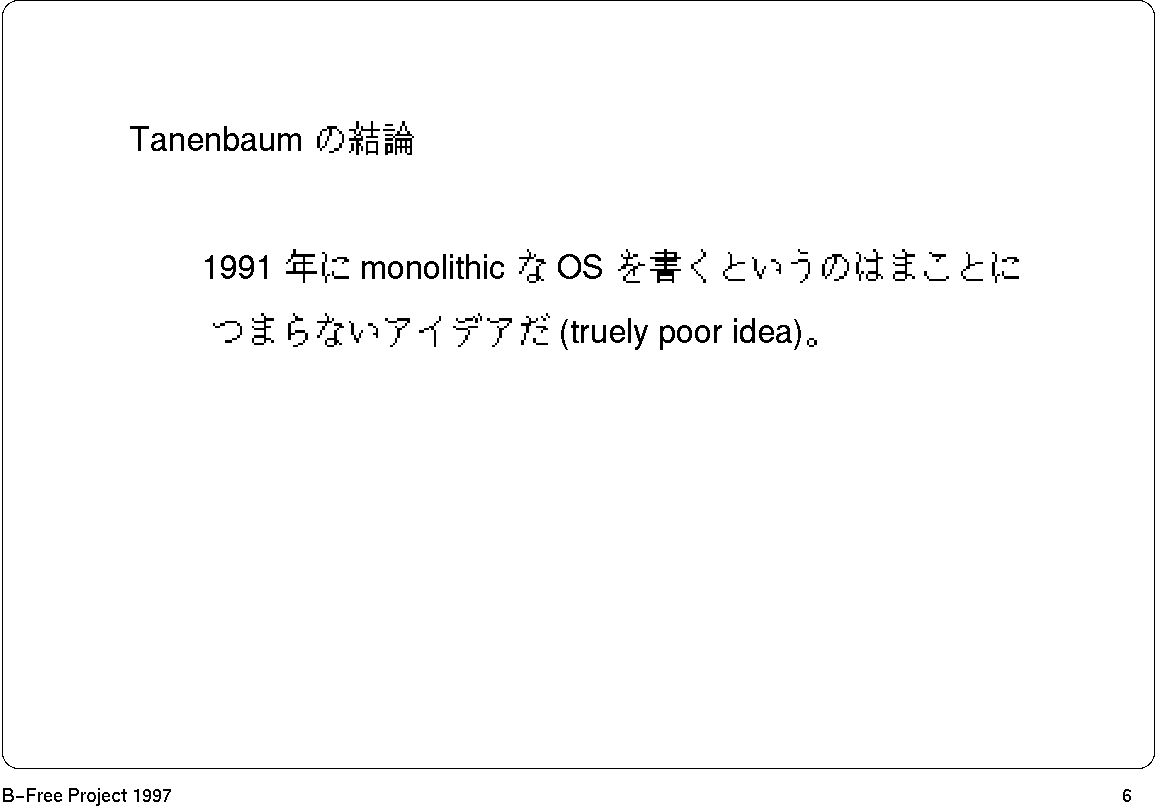 Tanenbaum の結論
1991 年に monolithic な OS を書くというのはまことに
つまらないアイデアだ (truely poor idea)。
B-Free Project 1997
6